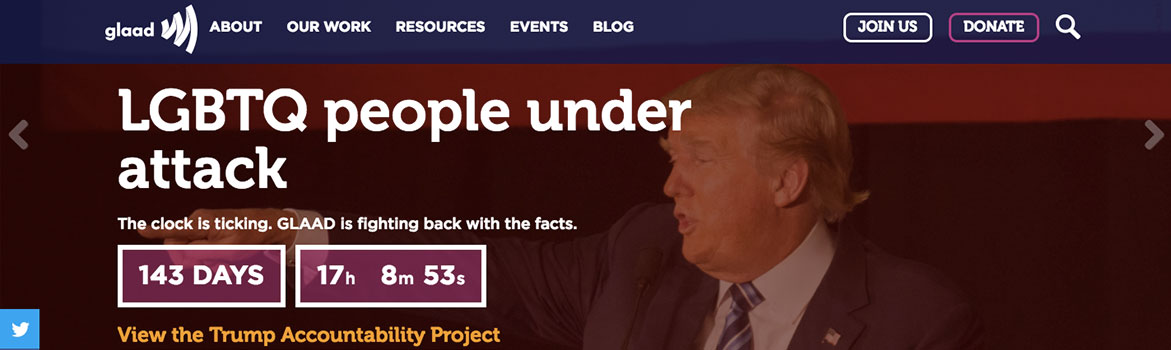 glaad ABOUT OUR WORK RESOURCES EVENTS BLOG JOIN US DONATE
LGBTQ people under
attack
The clock is ticking. GLAAD is fighting back with the facts.
143 DAYS 17h 8m 53s
View the Trump Accountability Project